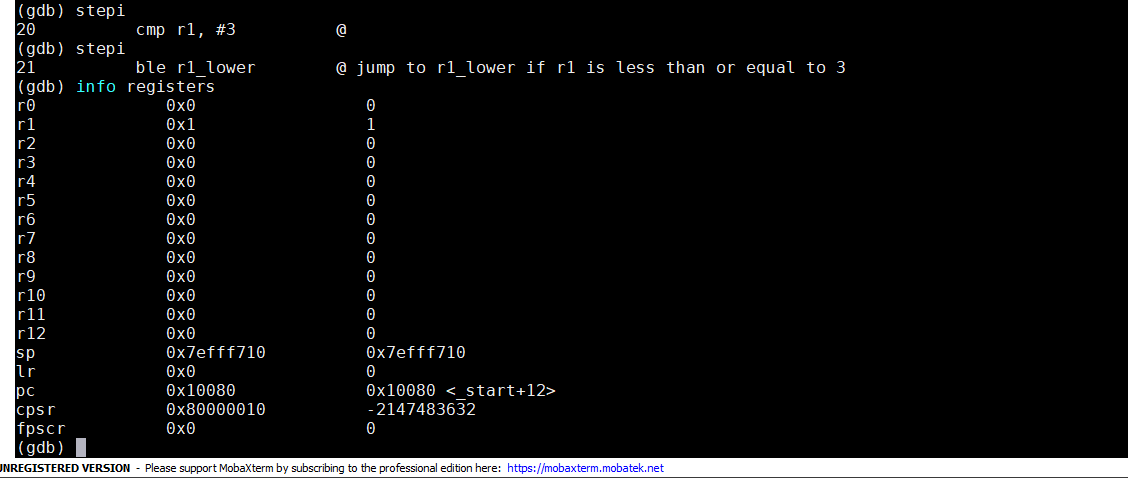 (gdb) stepi
20 cmp r1, #3 @
(gdb) stepi
21 ble r1_lower @ jump to r1_lower if r1 is less than or equal to 3
(gdb) info registers
r0 0x0 0
r1 0x1 1
r2 0x0 0
r3 0x0 0
r4 0x0 0
r5 0x0 0
r6 0x0 0
r7 0x0 0
r8 0x0 0
r9 0x0 0
r10 0x0 0
r11 0x0 0
r12 0x0 0
sp 0x7efff710 0x7efff710
lr 0x0 0
pc 0x10080 0x10080 <_start+12>
cpsr 0x80000010 -2147483632
fpscr 0x0 0
(gdb)
UNREGISTERED VERSION - Please support MobaXterm by subscribing to the professional edition here: https://mobaxterm.mobatek.net